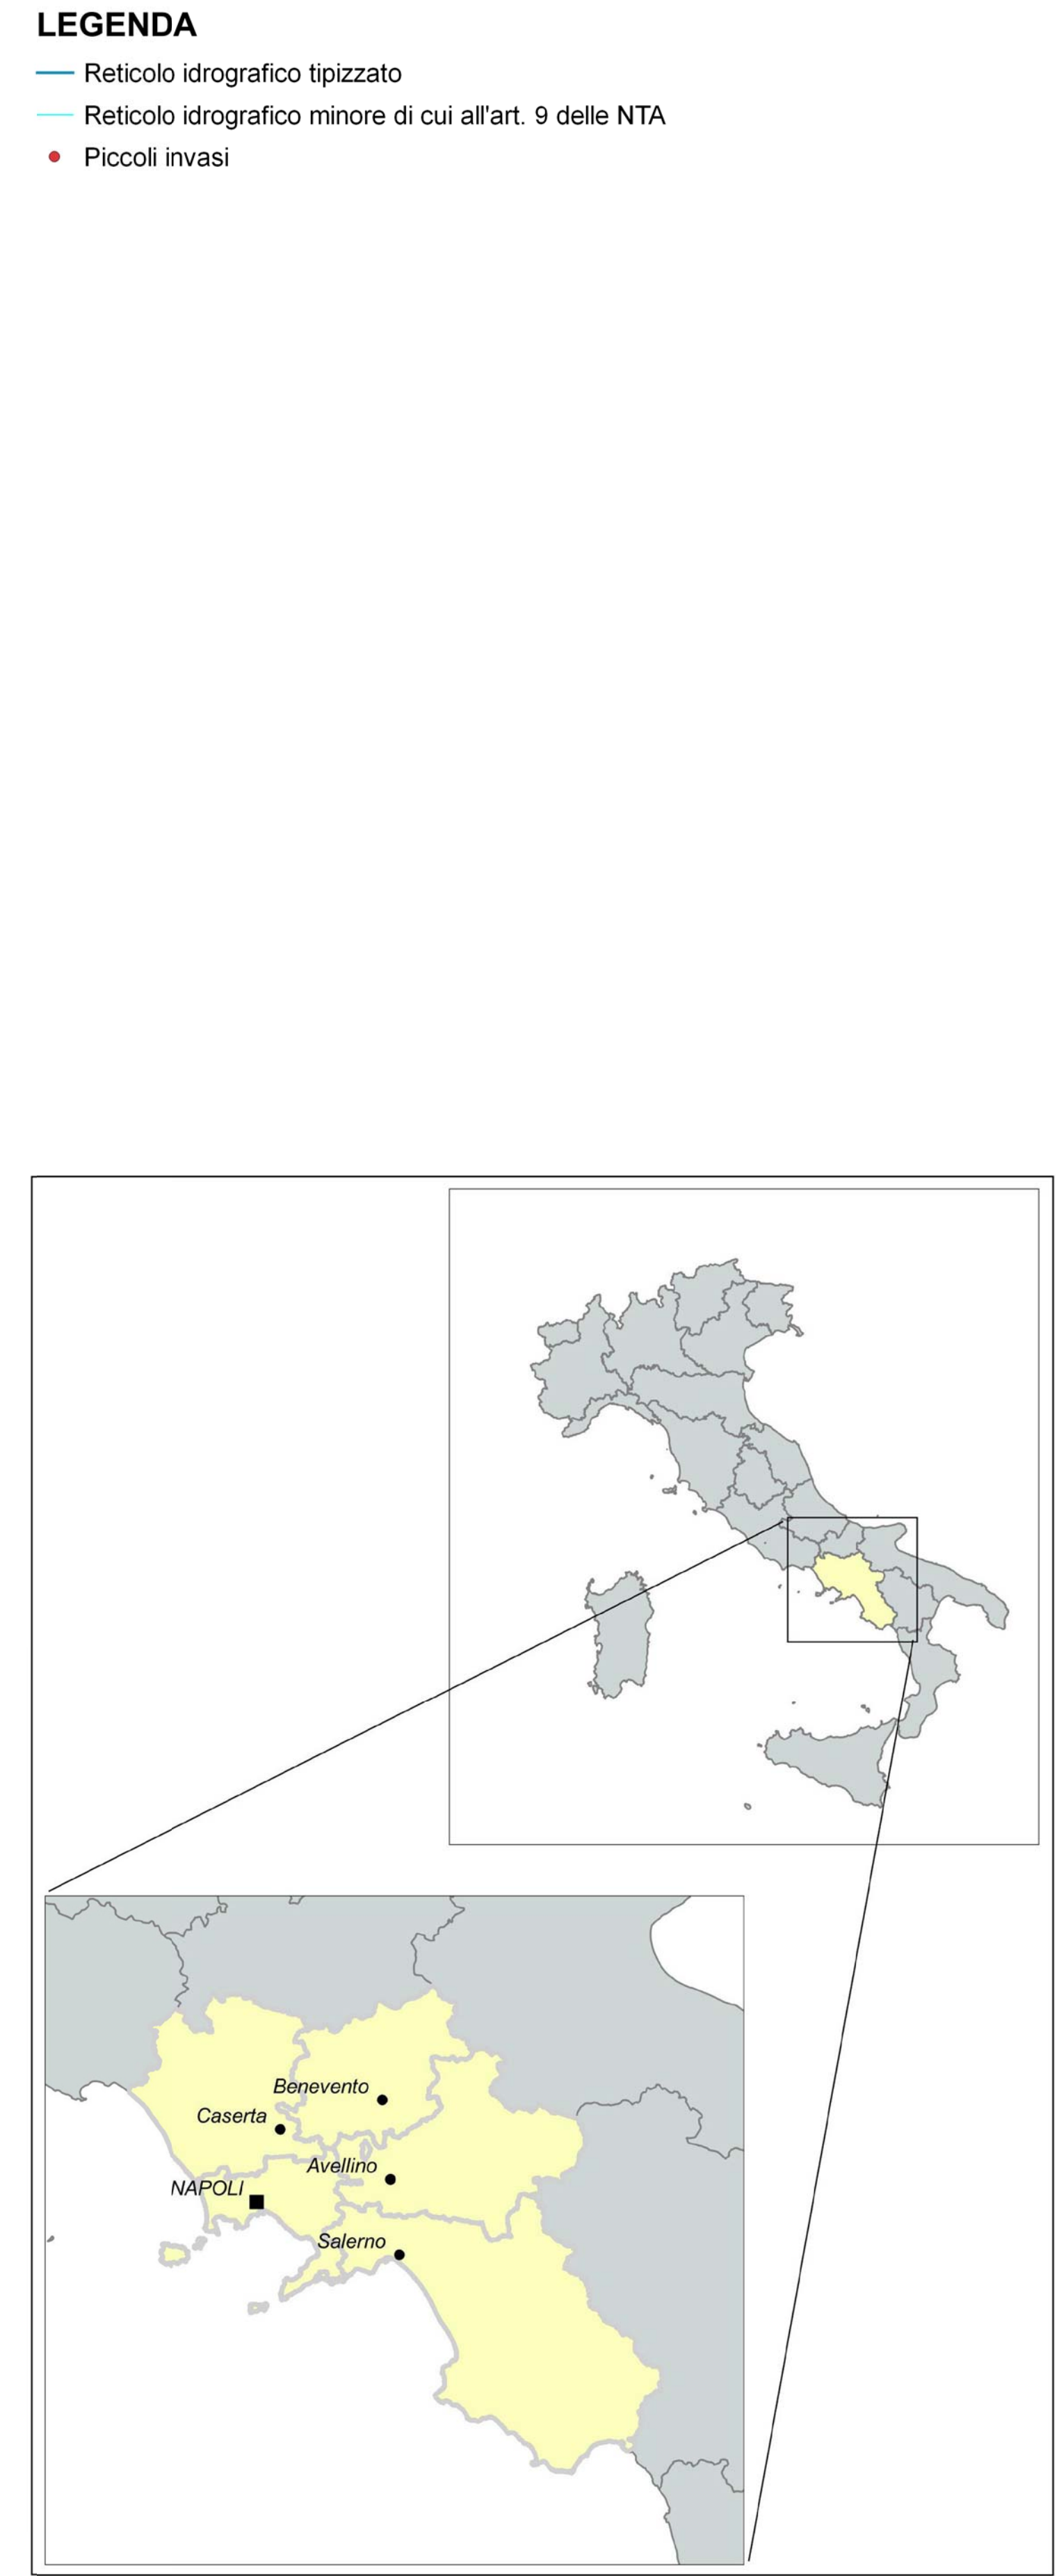 LEGENDA
Reticolo idrografico tipizzato
Reticolo idrografico minore di cui all'art. 9 delle NTA
Piccoli invasi
Benevento
Caserta
Avellino
NAPOLI
Salerno